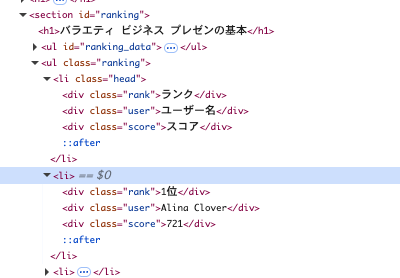 <section id="ranking">
<h1>バラエティ ビジネス プレゼンの基本</h1>
<ul id="ranking_data">…</ul>
<ul class="ranking">
<li class="head">
<div class="rank">ランク</div>
<div class="user">ユーザー名</div>
<div class="score">スコア</div>
::after
</li>
<li> == $0
<div class="rank">1位</div>
<div class="user">Alina Clover</div>
<div class="score">721</div>
::after
</li>
<li>…</li>